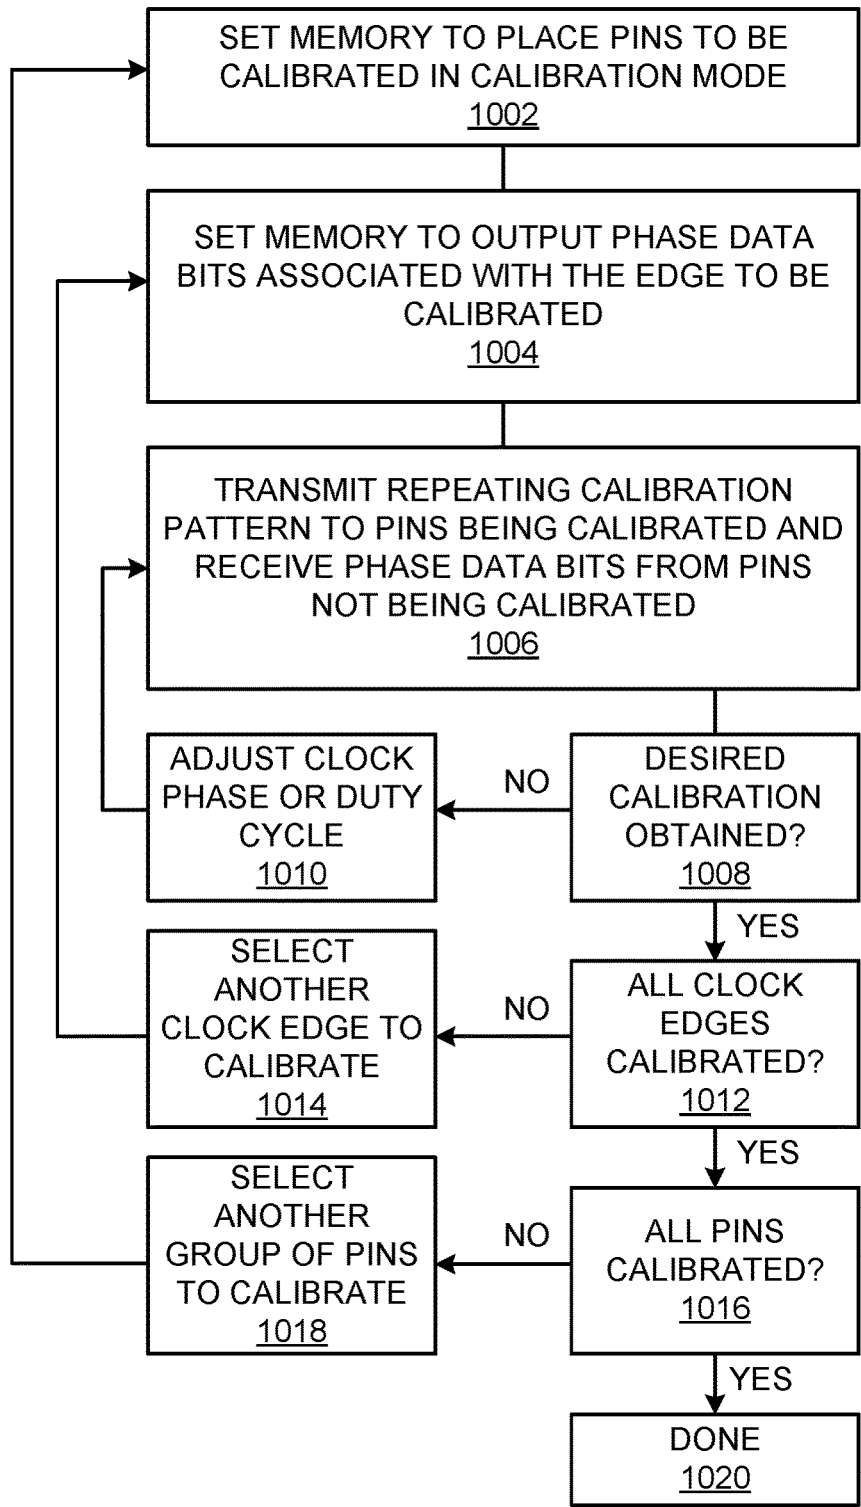 SET MEMORY TO PLACE PINS TO BE
CALIBRATED IN CALIBRATION MODE
1002
SET MEMORY TO OUTPUT PHASE DATA
BITS ASSOCIATED WITH THE EDGE TO BE
CALIBRATED
1004
TRANSMIT REPEATING CALIBRATION
PATTERN TO PINS BEING CALIBRATED AND
RECEIVE PHASE DATA BITS FROM PINS
NOT BEING CALIBRATED
1006
ADJUST CLOCK
PHASE OR DUTY
CYCLE
1010
NO
DESIRED
CALIBRATION
OBTAINED?
1008
YES
SELECT
ANOTHER
CLOCK EDGE TO
CALIBRATE
1014
NO
ALL CLOCK
EDGES
CALIBRATED?
1012
YES
SELECT
ANOTHER
GROUP OF PINS
TO CALIBRATE
1018
NO
ALL PINS
CALIBRATED?
1016
YES
DONE
1020